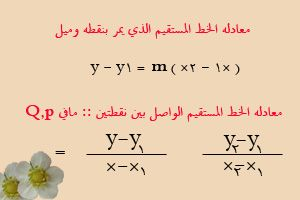 معادله الخط المستقيم الذي يمر بنقطه وميل
y – y١ = m ( x٢ – x١ )
معادله الخط المستقيم الواصل بين نقطتين :: مافي Q,p
= y–y١ y٢–y١
x–x١ x٢–x١